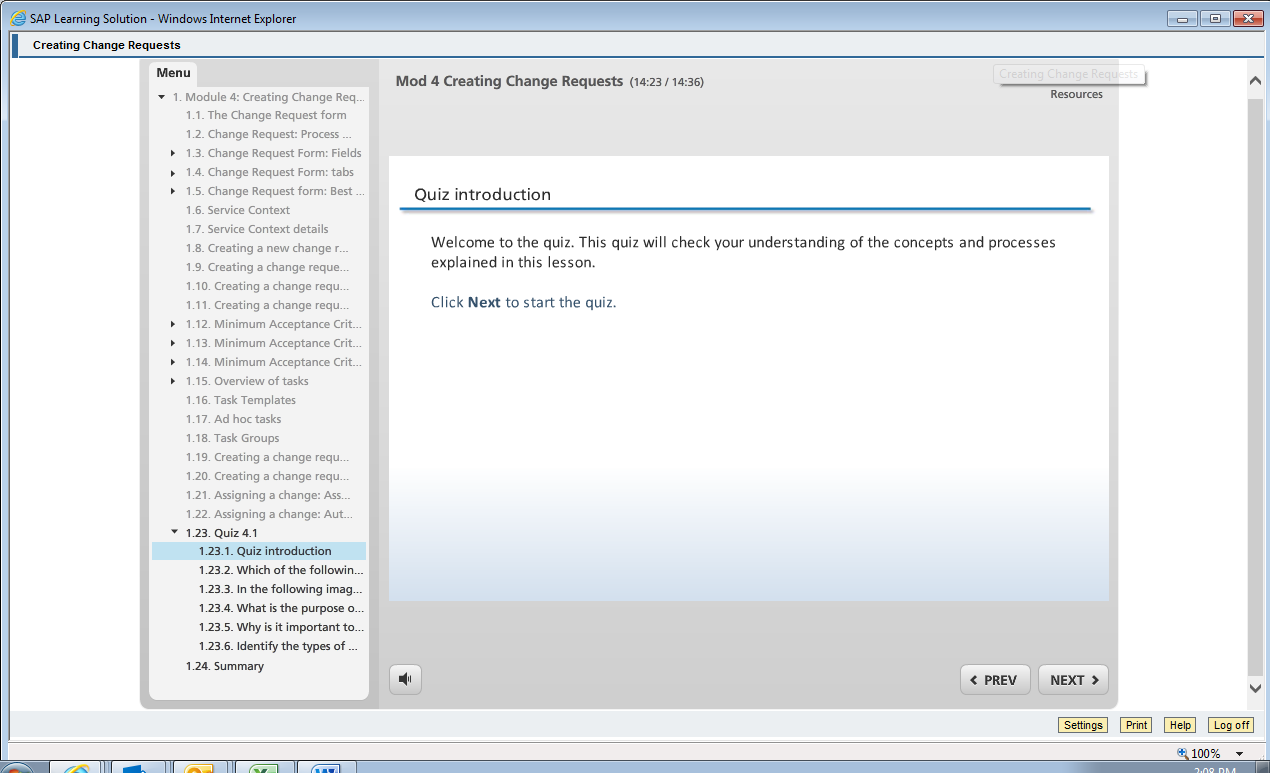 SAP Learning Solution - Windows Internet Explorer
Creating Change Requests
Menu
1. Module 4: Creating Change Req...
1.1. The Change Request form
1.2. Change Request: Process ...
1.3. Change Request Form: Fields
1.4. Change Request Form: tabs
1.5. Change Request form: Best ...
1.6. Service Context
1.7. Service Context details
1.8. Creating a new change r...
1.9. Creating a change reque...
1.10. Creating a change requ...
1.11. Creating a change requ...
1.12. Minimum Acceptance Crit...
1.13. Minimum Acceptance Crit...
1.14. Minimum Acceptance Crit...
1.15. Overview of tasks
1.16. Task Templates
1.17. Ad hoc tasks
1.18. Task Groups
1.19. Creating a change requ...
1.20. Creating a change requ...
1.21. Assigning a change: Ass...
1.22. Assigning a change: Aut...
1.23. Quiz 4.1
1.23.1. Quiz introduction
1.23.2. Which of the followin...
1.23.3. In the following imag...
1.23.4. What is the purpose o...
1.23.5. Why is it important to...
1.23.6. Identify the types of ...
1.24. Summary
Mod 4 Creating Change Requests (14:23 / 14:36)
Creating Change Requests
Resources
Quiz introduction
Welcome to the quiz. This quiz will check your understanding of the concepts and processes
explained in this lesson.
Click Next to start the quiz.
PREV
NEXT
Settings
Print
Help
Log off
100%
2:08 PM